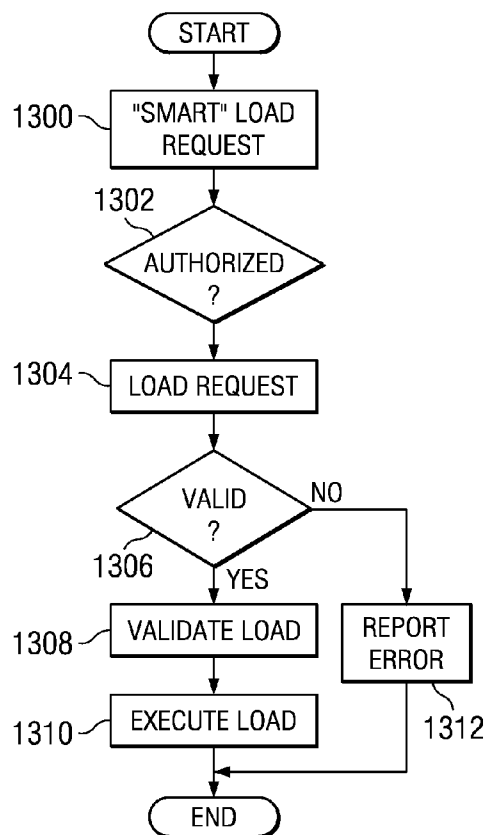 START
1300
"SMART" LOAD
REQUEST
1302
AUTHORIZED
?
1304
LOAD REQUEST
VALID
?
NO
1306
YES
1308
VALIDATE LOAD
REPORT
ERROR
1310
EXECUTE LOAD
1312
END